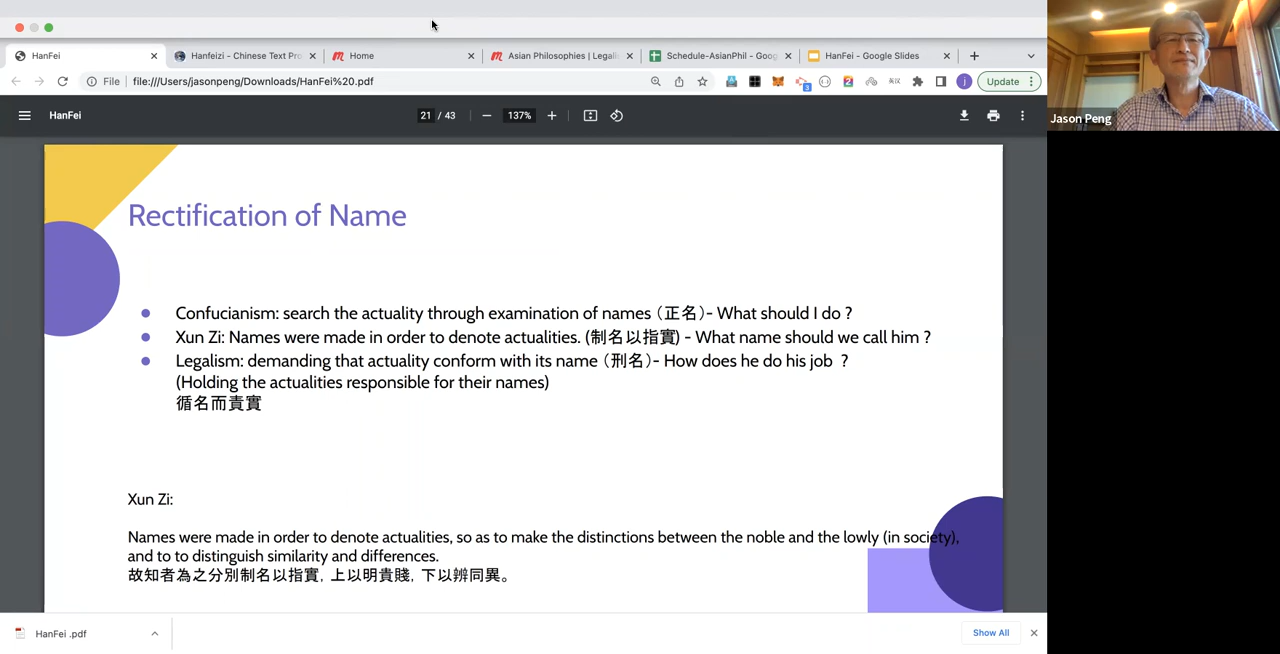 HanFei
Hanfeizi - Chinese Text Pro
Home
Asian Philosophies | Legali
Schedule-AsianPhil - Goog
HanFei - Google Slides
File
file:///Users/jasonpeng/Downloads/HanFei%20.pdf
3
j
Update
HanFei
21 / 43
137%
Jason Peng
Rectification of Name
● Confucianism: search the actuality through examination of names (正名)- What should I do ?
● Xun Zi: Names were made in order to denote actualities. (制名以指實) - What name should we call him ?
● Legalism: demanding that actuality conform with its name (刑名)- How does he do his job ?
(Holding the actualities responsible for their names)
循名而責實
Xun Zi:
Names were made in order to denote actualities, so as to make the distinctions between the noble and the lowly (in society),
and to to distinguish similarity and differences.
故知者為之分別制名以指實, 上以明貴賤, 下以辨同異。
HanFei .pdf
Show All